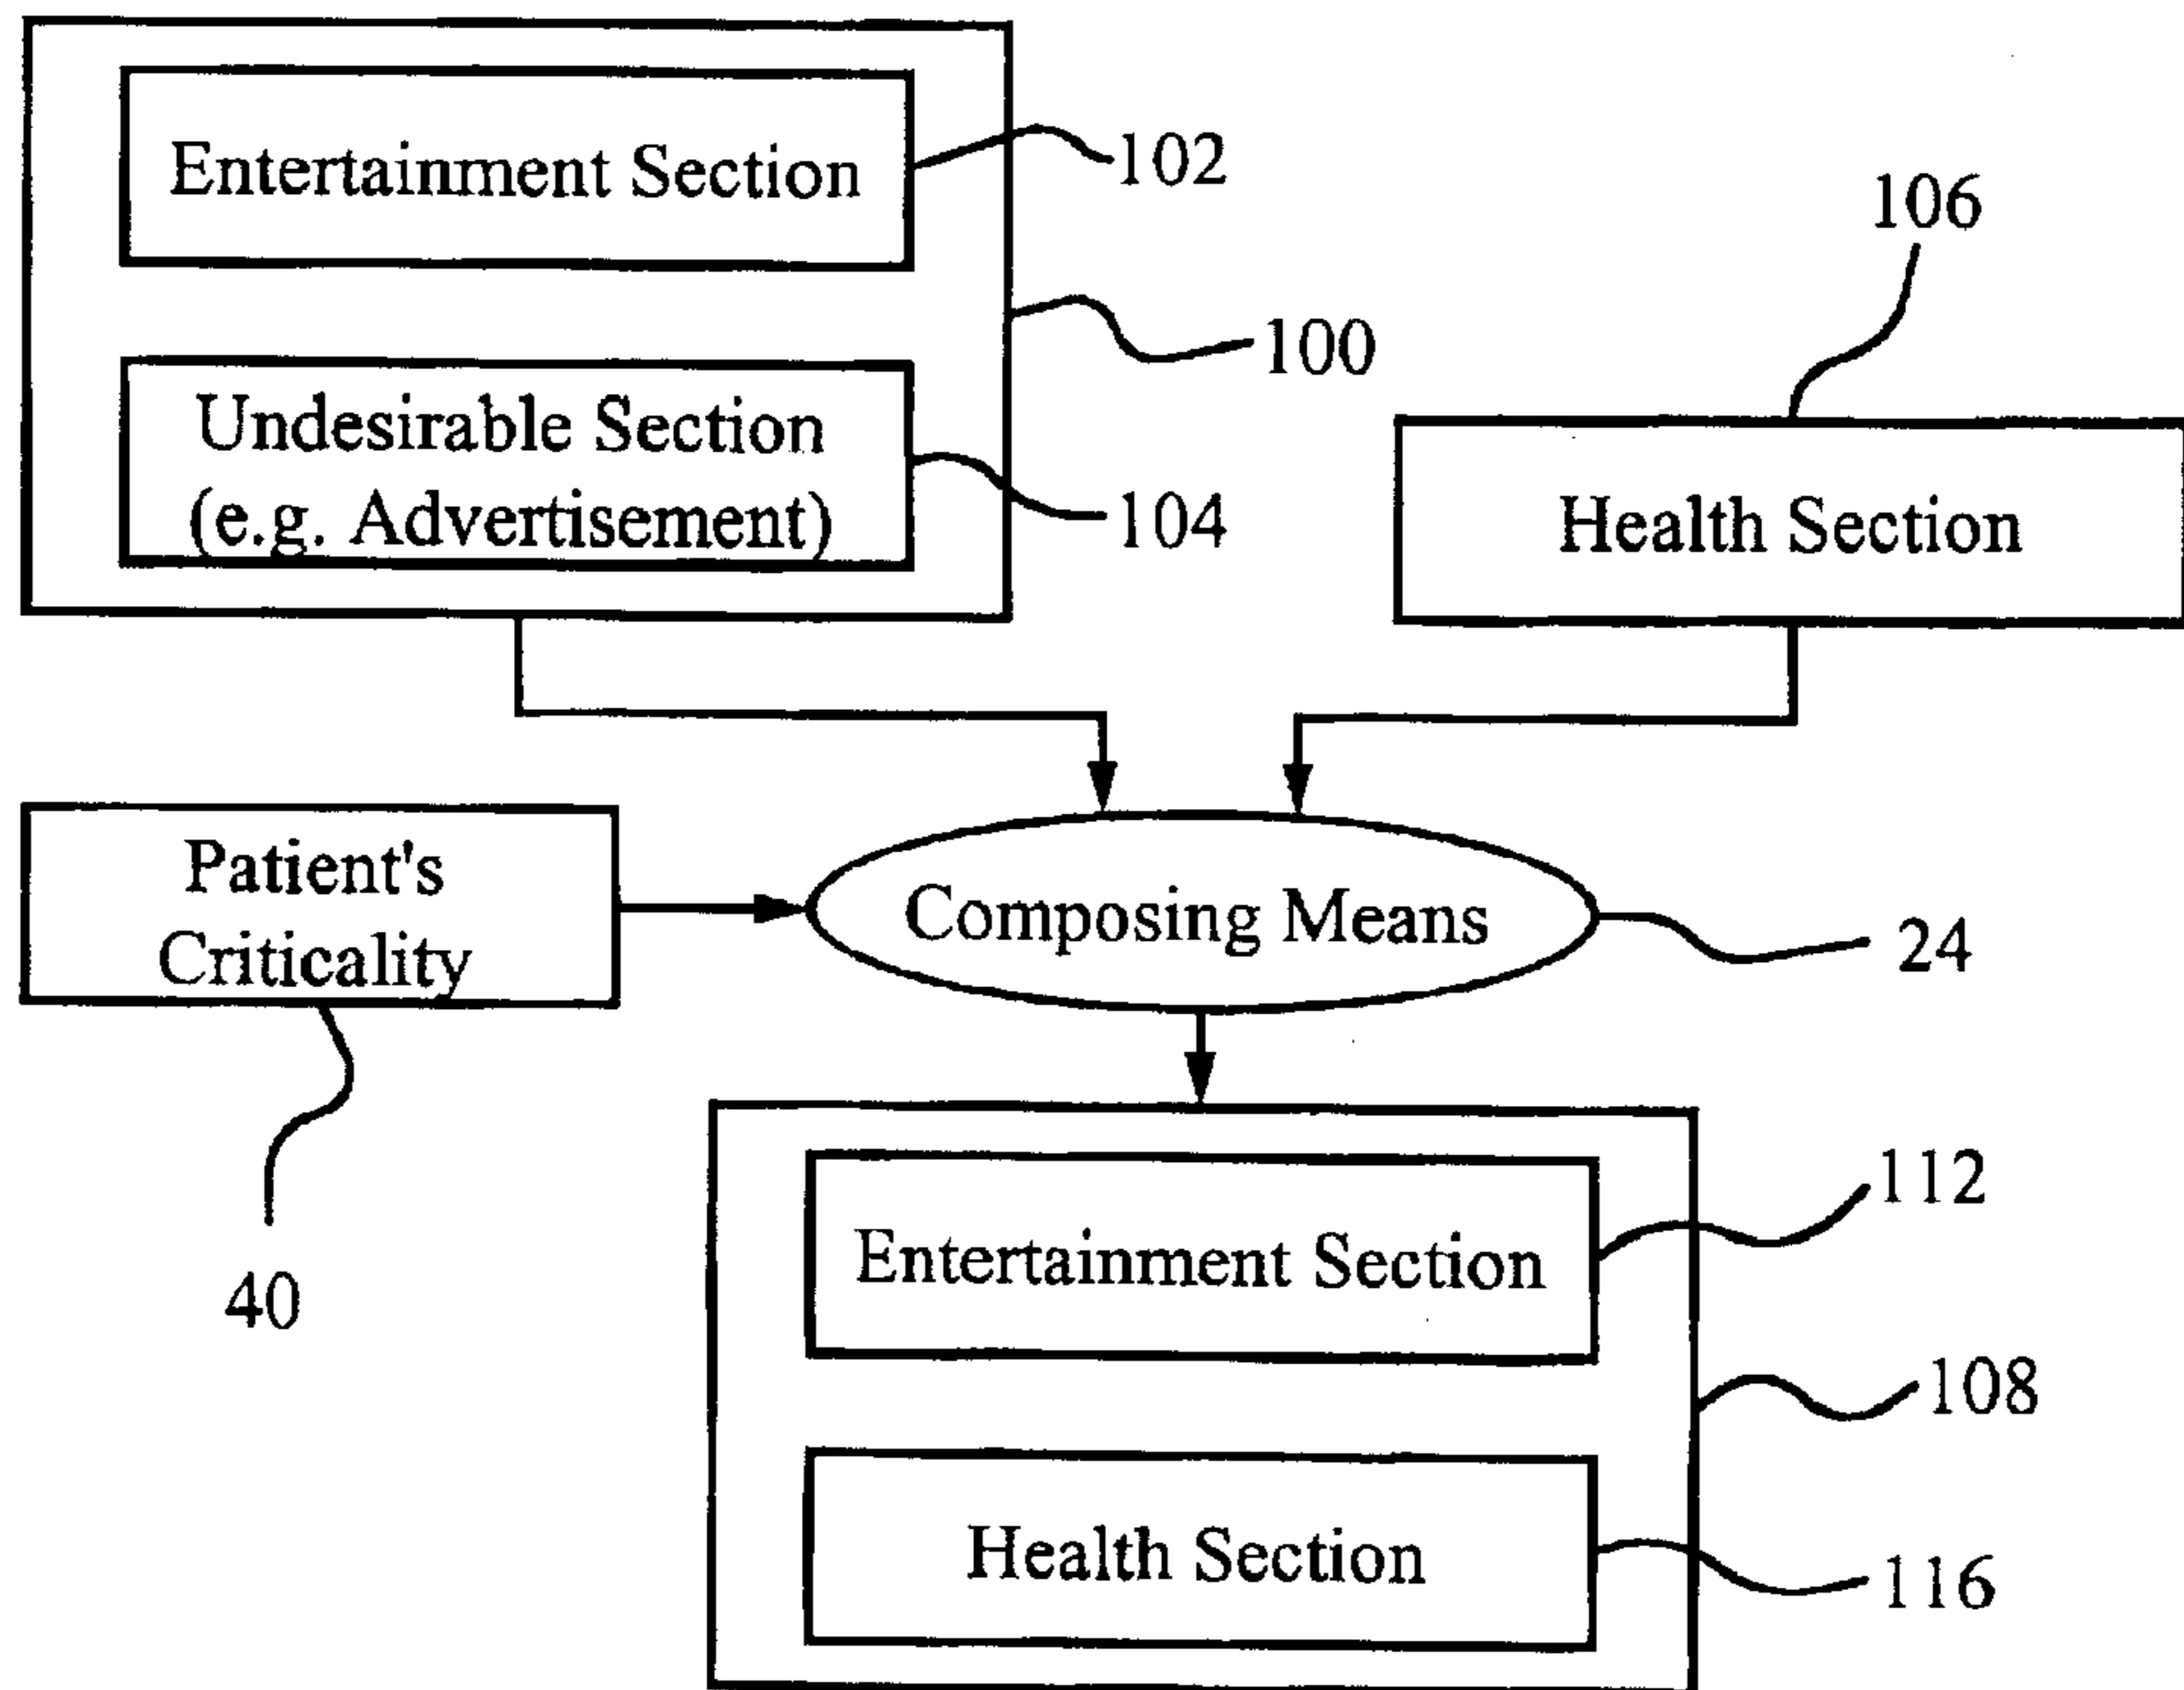 Entertainment Section
102
106
100
Undesirable Section
(e.g. Advertisement)
104
Health Section
Patient's
Criticality
Composing Means
24
40
112
Entertainment Section
108
Health Section
116